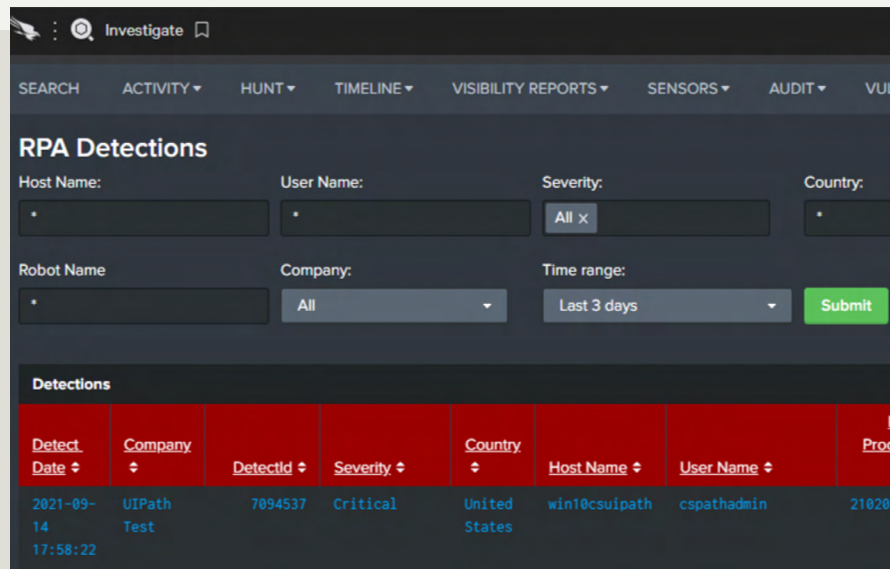 Investigate
SEARCH ACTIVITY HUNT TIMELINE VISIBILITY REPORTS SENSORS AUDIT
RPA Detections
Host Name: User Name: Severity: Country:
* * All × *
Robot Name Company: Time range:
* All Last 3 days Submit
Detections
Detect Date Company DetectId Severity Country Host Name User Name
2021-09-14 17:58:22 UIPath Test 7094537 Critical United States win10csuipath cspathadmin